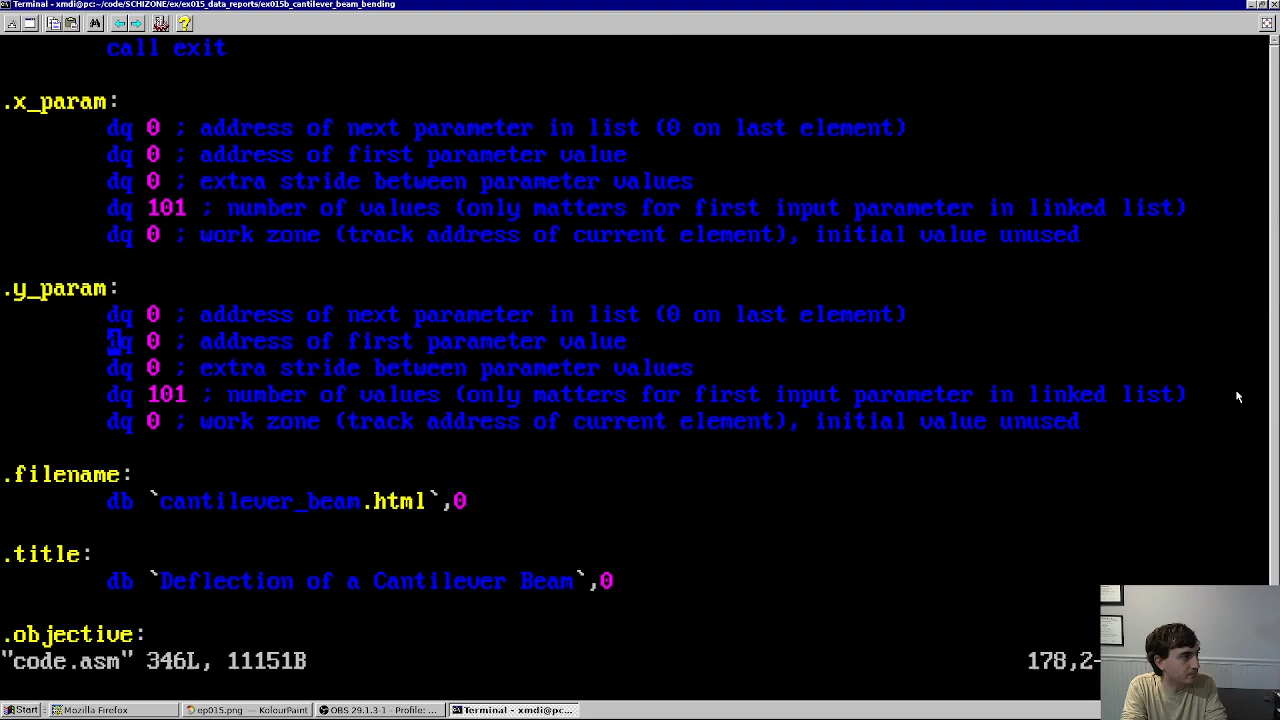 Terminal - xmdi@pc:~/code/SCHIZONE/ex/ex015_data_reports/ex015b_cantilever_beam_bending
call exit
.x_param:
dq 0 ; address of next parameter in list (0 on last element)
dq 0 ; address of first parameter value
dq 0 ; extra stride between parameter values
dq 101 ; number of values (only matters for first input parameter in linked list)
dq 0 ; work zone (track address of current element), initial value unused
.y_param:
dq 0 ; address of next parameter in list (0 on last element)
dq 0 ; address of first parameter value
dq 0 ; extra stride between parameter values
dq 101 ; number of values (only matters for first input parameter in linked list)
dq 0 ; work zone (track address of current element), initial value unused
.filename:
db `cantilever_beam.html`,0
.title:
db `Deflection of a Cantilever Beam`,0
.objective:
"code.asm" 346L, 11151B 178,2-
Start Mozilla Firefox ep015.png — KolourPaint OBS 29.1.3-1 - Profile: ... Terminal - xmdi@pc:~/c...